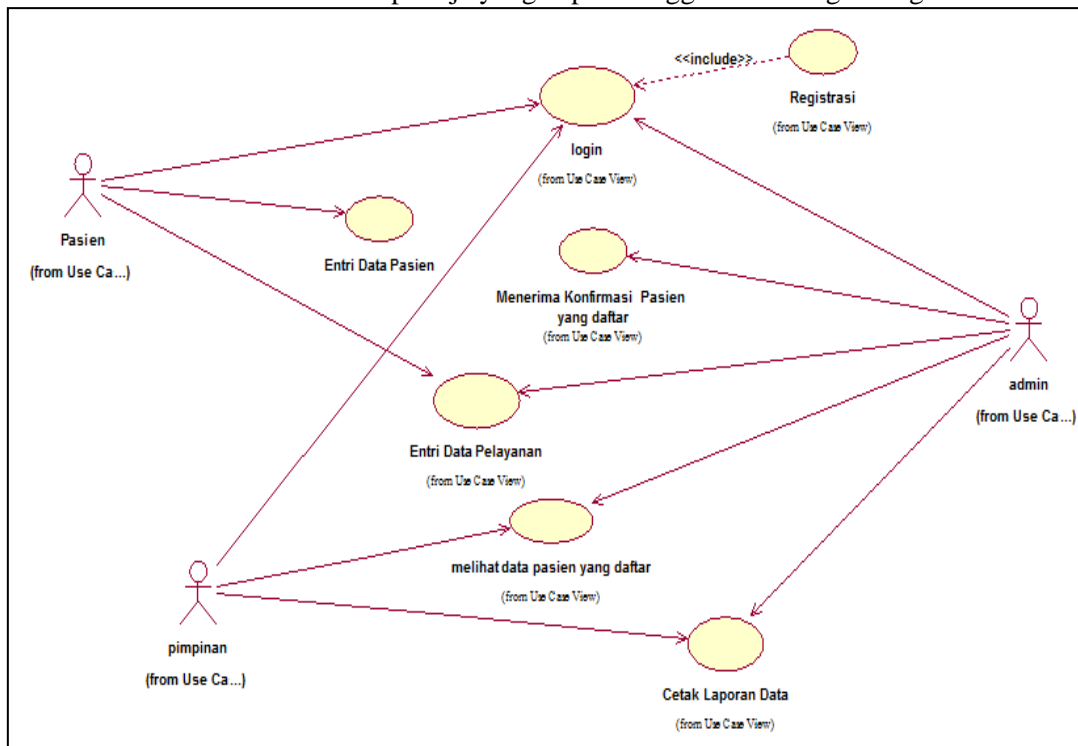 <<include>>
Registrasi
(from Use Case View)
login
(from Use Case View)
Pasien
(from Use Ca...)
Entri Data Pasien
Menerima Konfirmasi Pasien
yang daftar
(from Use Case View)
admin
(from Use Ca...)
Entri Data Pelayanan
(from Use Case View)
melihat data pasien yang daftar
(from Use Case View)
pimpinan
(from Use Ca...)
Cetak Laporan Data
(from Use Case View)